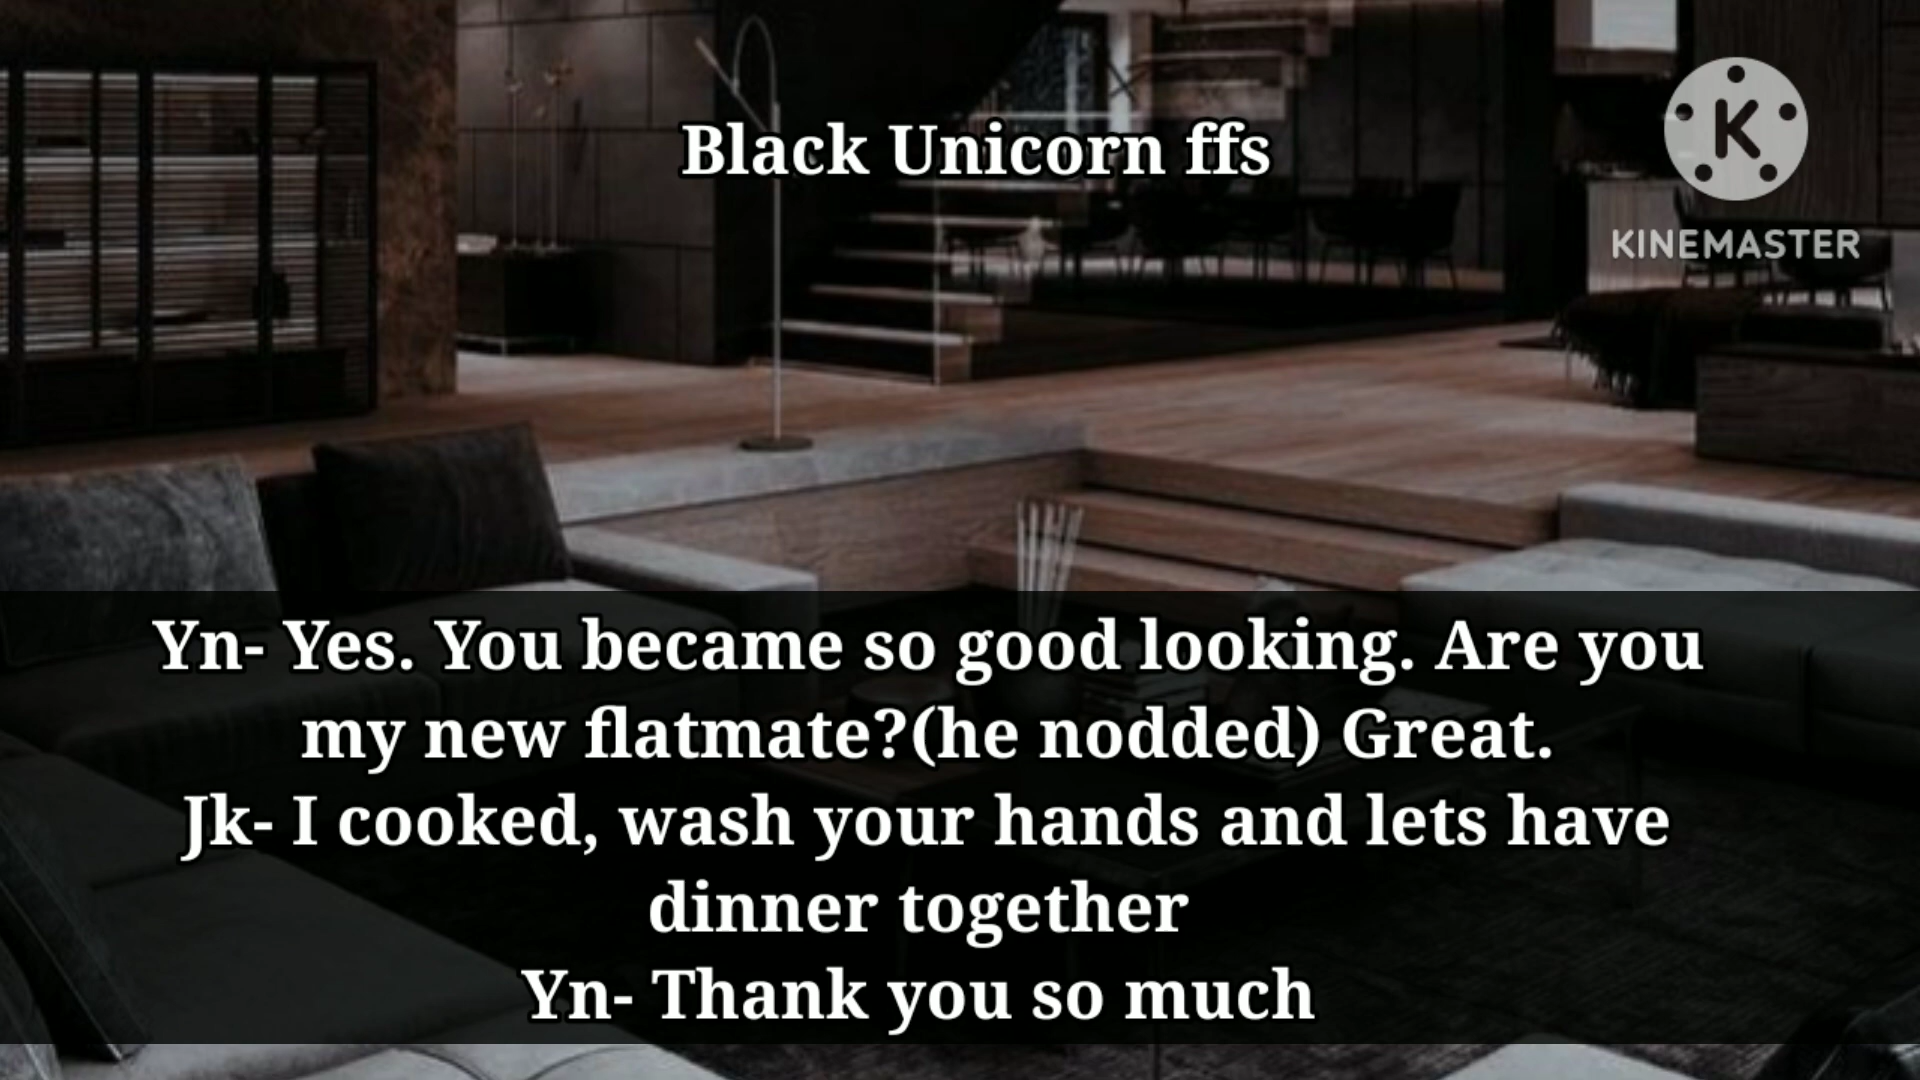 Black Unicorn ffs
K
KINEMASTER
Yn- Yes. You became so good looking. Are you
my new flatmate?(he nodded) Great.
Jk- I cooked, wash your hands and lets have
dinner together
Yn- Thank you so much